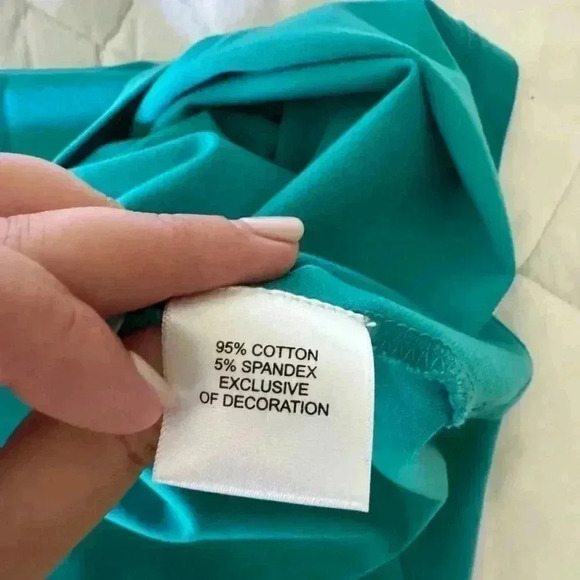 95% COTTON
5% SPANDEX
EXCLUSIVE
OF DECORATION